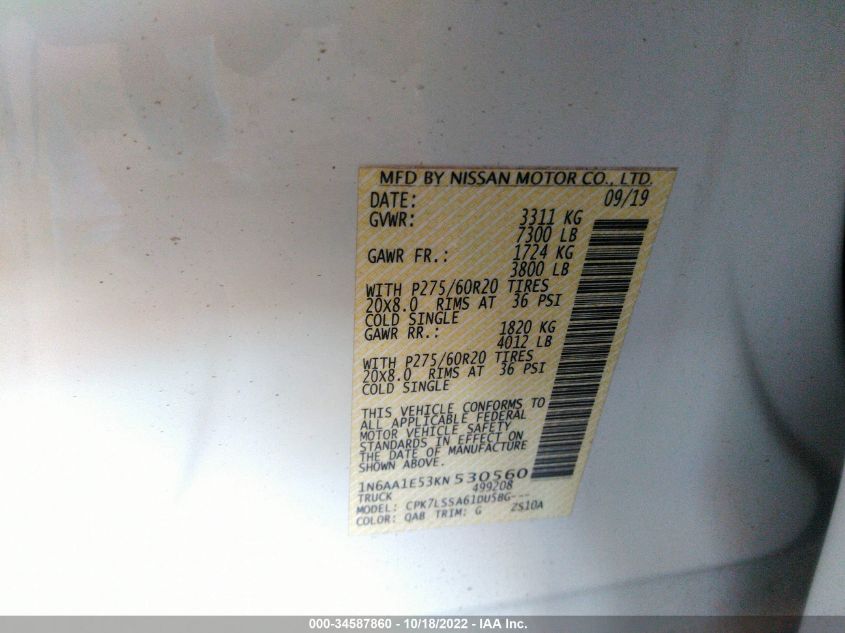 MFD BY NISSAN MOTOR CO., LTD.
DATE: 09/19
GVWR: 3311 KG
7300 LB
GAWR FR.: 1724 KG
3800 LB
WITH P275/60R20 TIRES
20X8.0 RIMS AT 36 PSI
COLD SINGLE
GAWR RR.: 1820 KG
4012 LB
WITH P275/60R20 TIRES
20X8.0 RIMS AT 36 PSI
COLD SINGLE
THIS VEHICLE CONFORMS TO
ALL APPLICABLE FEDERAL
MOTOR VEHICLE SAFETY
STANDARDS IN EFFECT ON
THE DATE OF MANUFACTURE
SHOWN ABOVE.
1N6AA1E53KN530560
TRUCK 499208
MODEL: CPK7LSSA61DU5BG---
COLOR: QAB TRIM: G 2S10A
000-34587860 - 10/18/2022 - IAA Inc.